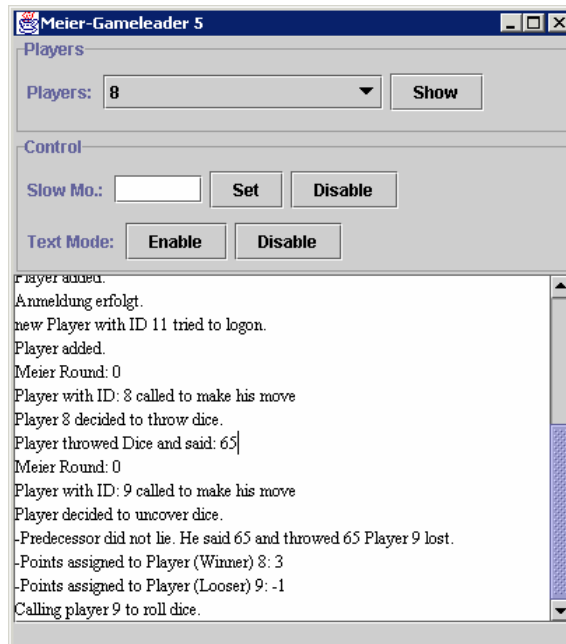 Meier-Gameleader 5
Players
Players: 8 Show
Control
Slow Mo.: Set Disable
Text Mode: Enable Disable
Player added.
Anmeldung erfolgt.
new Player with ID 11 tried to logon.
Player added.
Meier Round: 0
Player with ID: 8 called to make his move
Player 8 decided to throw dice.
Player throwed Dice and said: 65
Meier Round: 0
Player with ID: 9 called to make his move
Player decided to uncover dice.
-Predecessor did not lie. He said 65 and throwed 65 Player 9 lost.
-Points assigned to Player (Winner) 8: 3
-Points assigned to Player (Looser) 9: -1
Calling player 9 to roll dice.